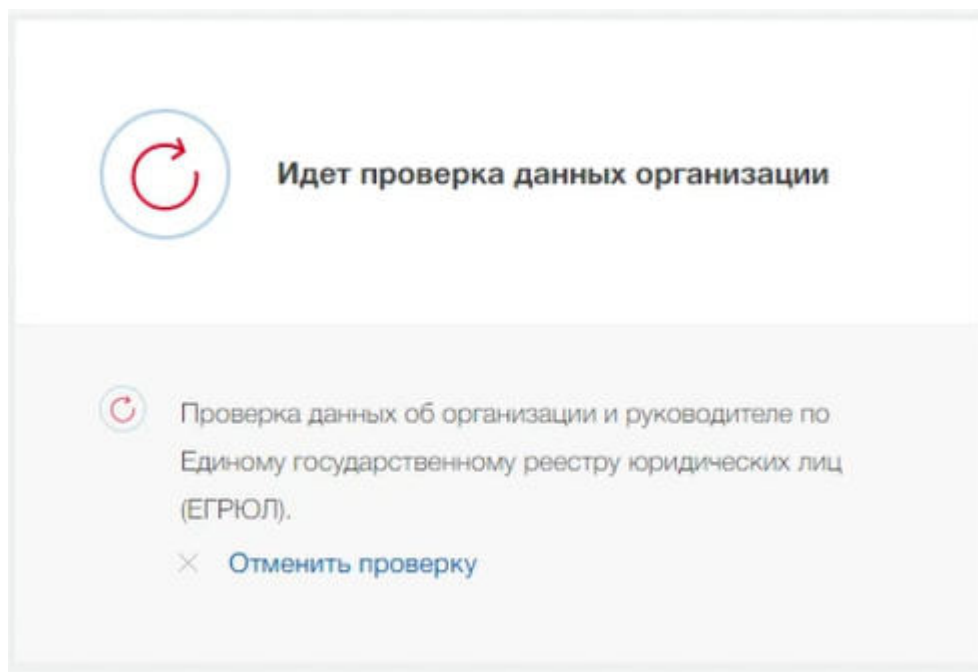 Идет проверка данных организации
Проверка данных об организации и руководителе по
Единому государственному реестру юридических лиц
(ЕГРЮЛ).
Отменить проверку